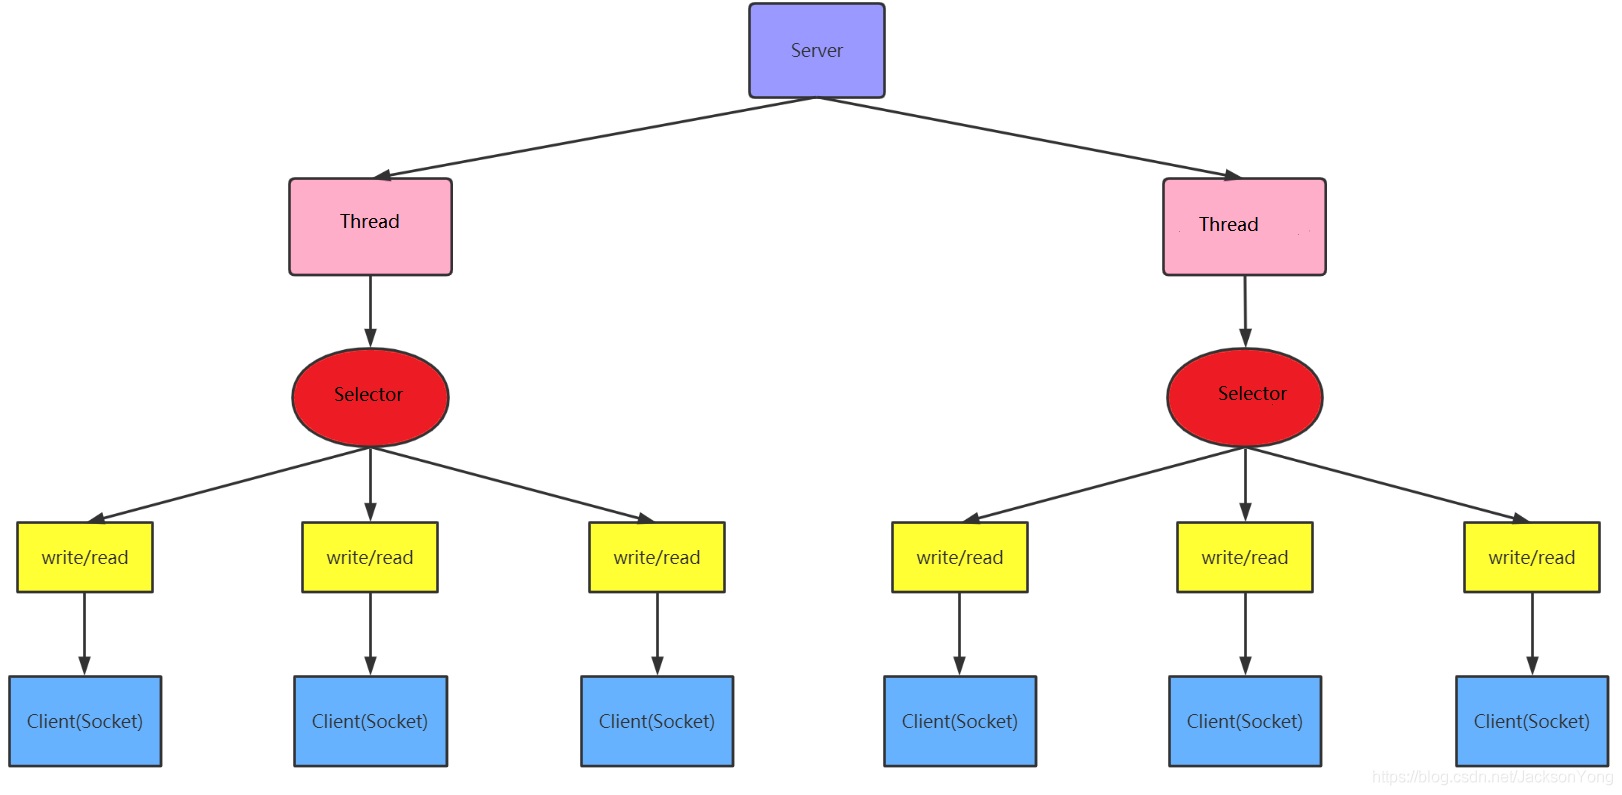 Server
Thread
Thread
Selector
Selector
write/read
write/read
write/read
write/read
write/read
write/read
Client(Socket)
Client(Socket)
Client(Socket)
Client(Socket)
Client(Socket)
Client(Socket)
https://blog.csdn.net/JacksonYong